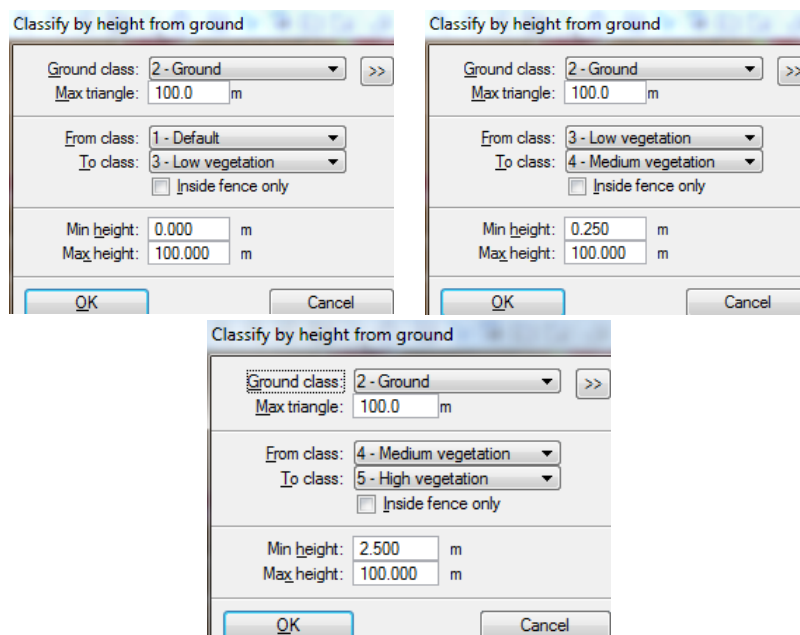 Classify by height from ground
Ground class: 2 - Ground >>
Max triangle: 100.0 m
From class: 1 - Default
To class: 3 - Low vegetation
Inside fence only
Min height: 0.000 m
Max height: 100.000 m
OK Cancel
Classify by height from ground
Ground class: 2 - Ground >>
Max triangle: 100.0 m
From class: 3 - Low vegetation
To class: 4 - Medium vegetation
Inside fence only
Min height: 0.250 m
Max height: 100.000 m
OK Cancel
Classify by height from ground
Ground class: 2 - Ground >>
Max triangle: 100.0 m
From class: 4 - Medium vegetation
To class: 5 - High vegetation
Inside fence only
Min height: 2.500 m
Max height: 100.000 m
OK Cancel